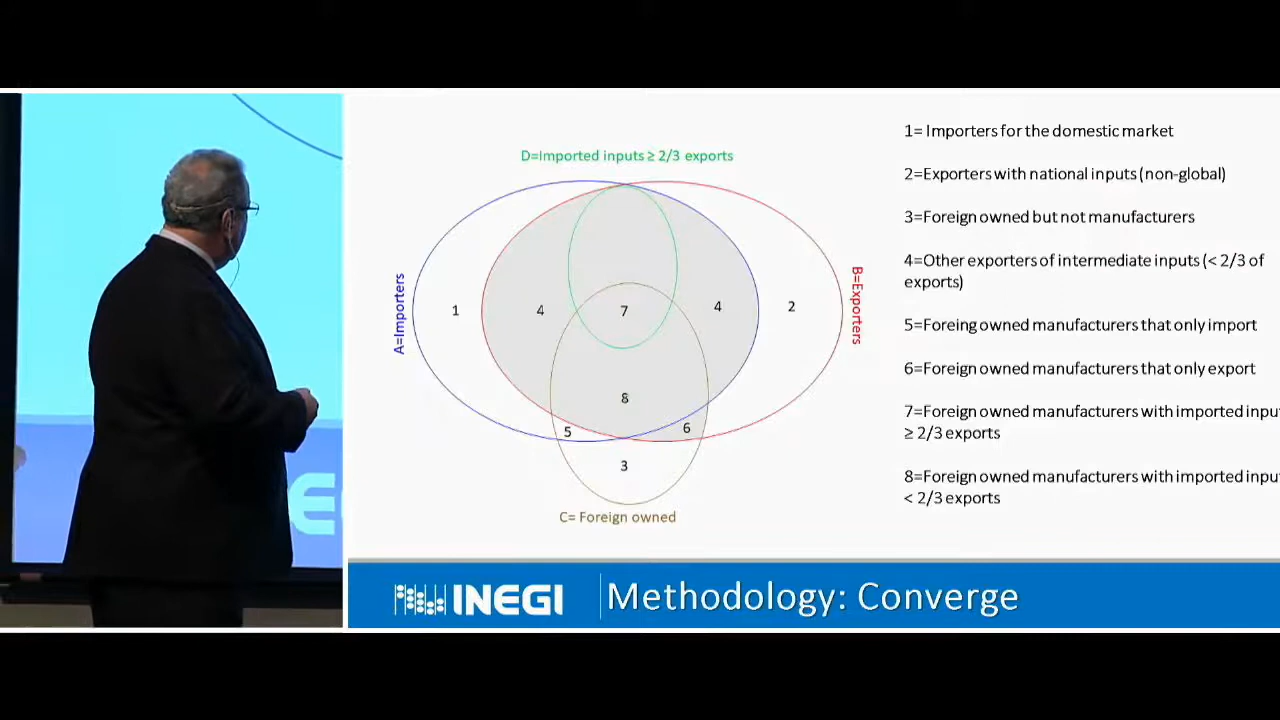 D=Imported inputs ≥ 2/3 exports
A=Importers
B=Exporters
1
4
7
4
2
8
5
6
3
C= Foreign owned
1= Importers for the domestic market
2=Exporters with national inputs (non-global)
3=Foreign owned but not manufacturers
4=Other exporters of intermediate inputs (< 2/3 of
exports)
5=Foreing owned manufacturers that only import
6=Foreign owned manufacturers that only export
7=Foreign owned manufacturers with imported
≥ 2/3 exports
8=Foreign owned manufacturers with imported
< 2/3 exports
INEGI
Methodology: Converge